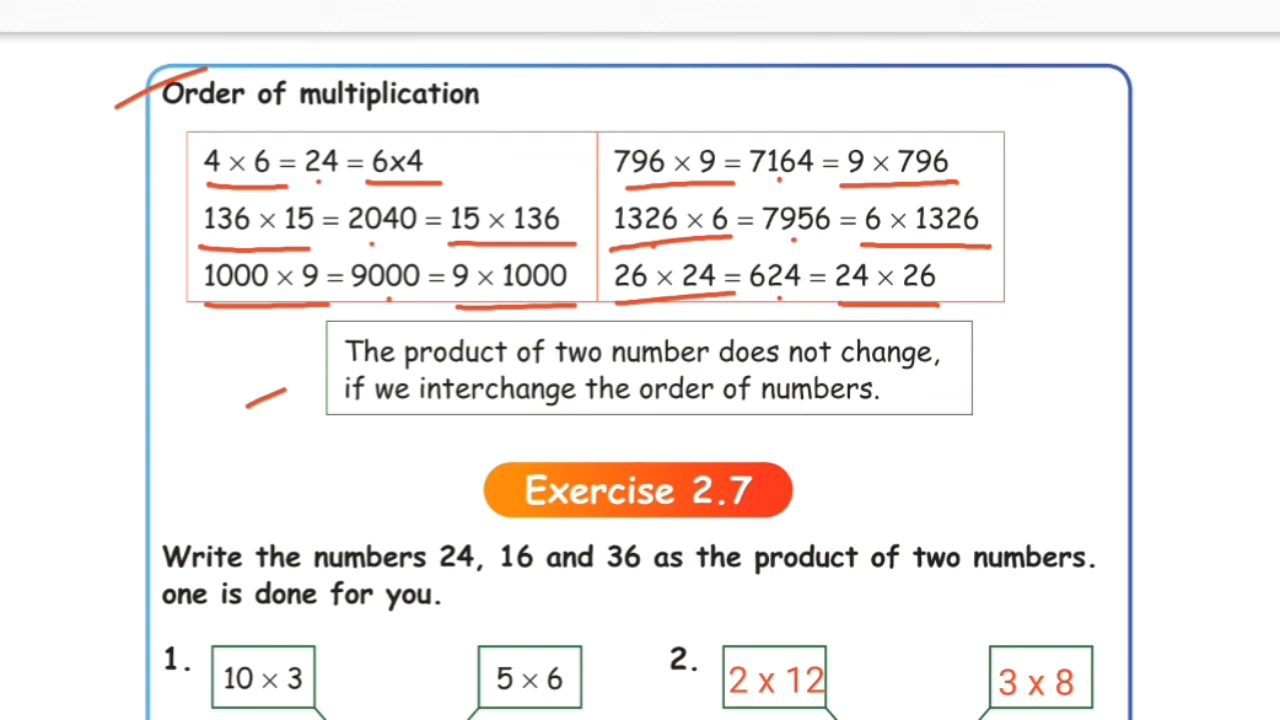 Order of multiplication
4 × 6 = 24 = 6x4
796 × 9 = 7164 = 9 × 796
136 × 15 = 2040 = 15 × 136
1326 × 6 = 7956 = 6 × 1326
1000 × 9 = 9000 = 9 × 1000
26 × 24 = 624 = 24 × 26
The product of two number does not change,
if we interchange the order of numbers.
Exercise 2.7
Write the numbers 24, 16 and 36 as the product of two numbers.
one is done for you.
1. 10 × 3 5 × 6 2. 2 x 12 3 x 8